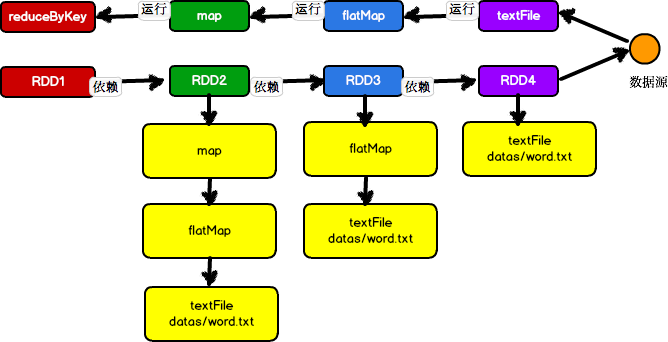 reduceByKey
运行
map
运行
flatMap
运行
textFile
数据源
RDD1
依赖
RDD2
依赖
RDD3
依赖
RDD4
map
flatMap
textFile
datas/word.txt
flatMap
textFile
datas/word.txt
textFile
datas/word.txt